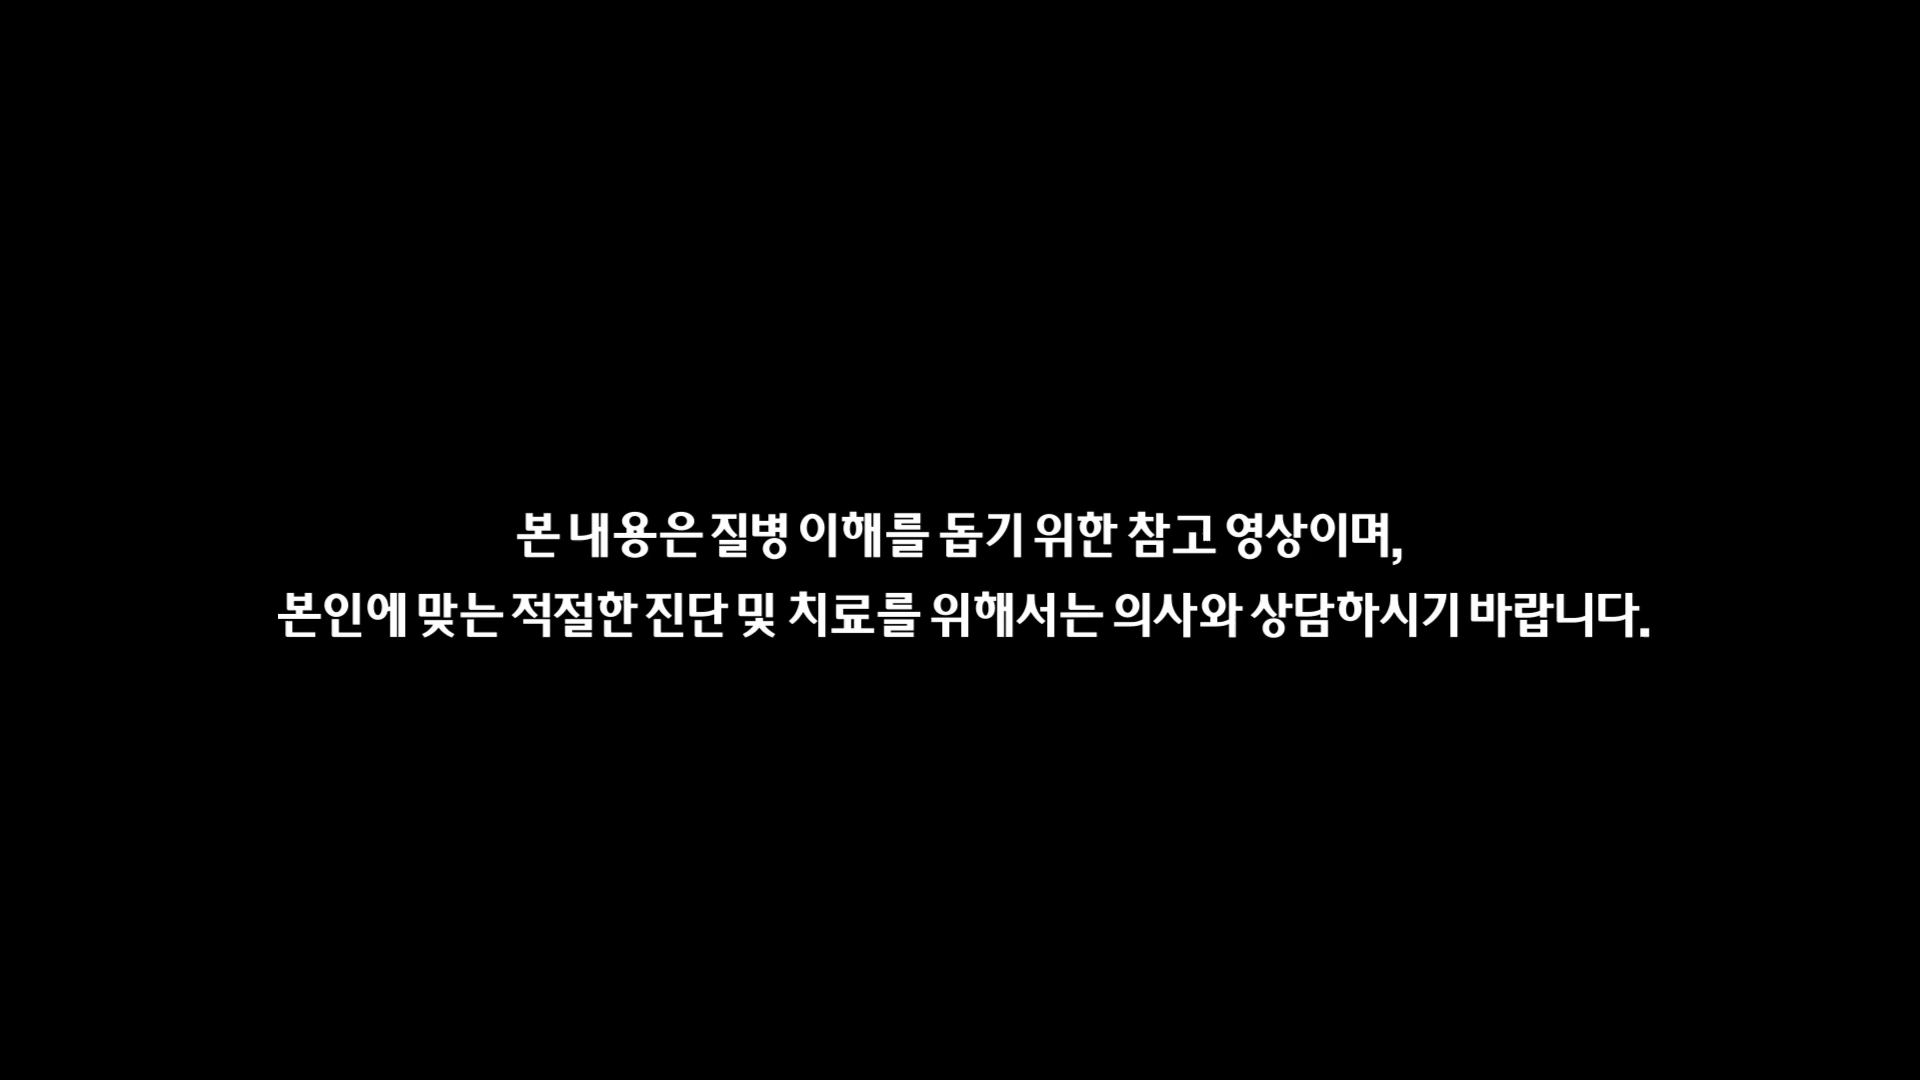 본 내용은 질병 이해를 돕기 위한 참고 영상이며,
본인에 맞는 적절한 진단 및 치료를 위해서는 의사와 상담하시기 바랍니다.